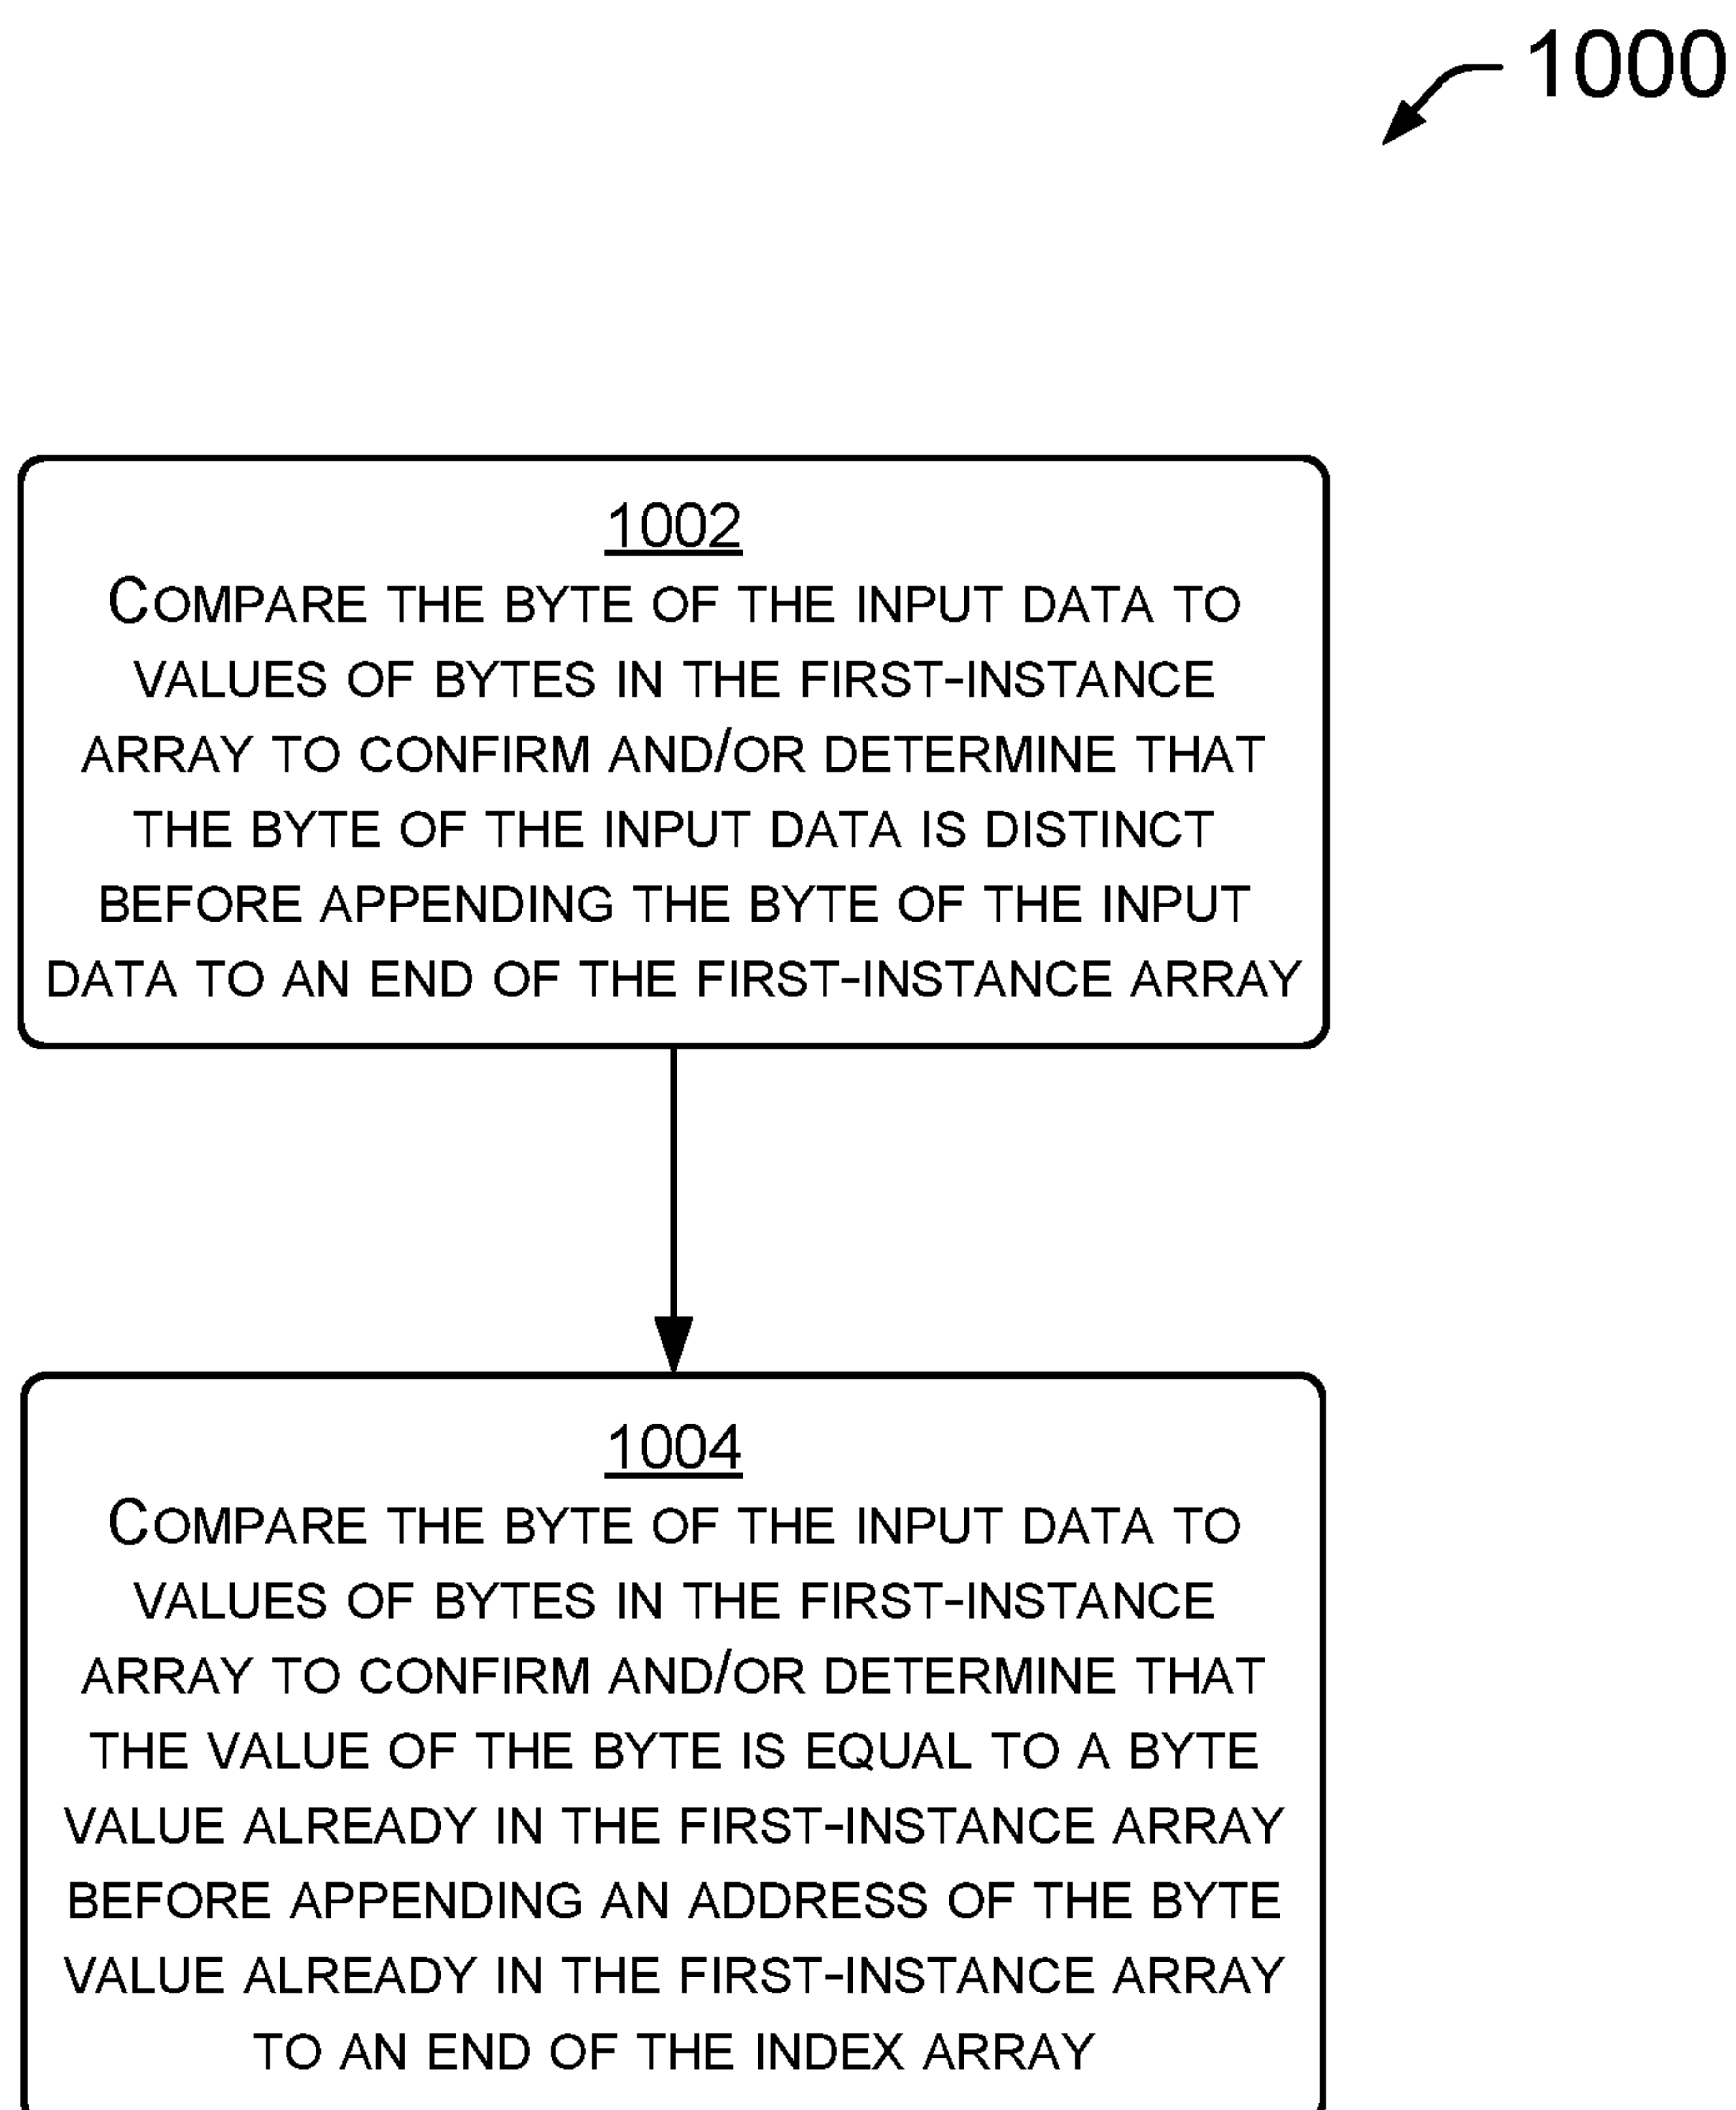 1000
1002
COMPARE THE BYTE OF THE INPUT DATA TO
VALUES OF BYTES IN THE FIRST-INSTANCE
ARRAY TO CONFIRM AND/OR DETERMINE THAT
THE BYTE OF THE INPUT DATA IS DISTINCT
BEFORE APPENDING THE BYTE OF THE INPUT
DATA TO AN END OF THE FIRST-INSTANCE ARRAY
1004
COMPARE THE BYTE OF THE INPUT DATA TO
VALUES OF BYTES IN THE FIRST-INSTANCE
ARRAY TO CONFIRM AND/OR DETERMINE THAT
THE VALUE OF THE BYTE IS EQUAL TO A BYTE
VALUE ALREADY IN THE FIRST-INSTANCE ARRAY
BEFORE APPENDING AN ADDRESS OF THE BYTE
VALUE ALREADY IN THE FIRST-INSTANCE ARRAY
TO AN END OF THE INDEX ARRAY